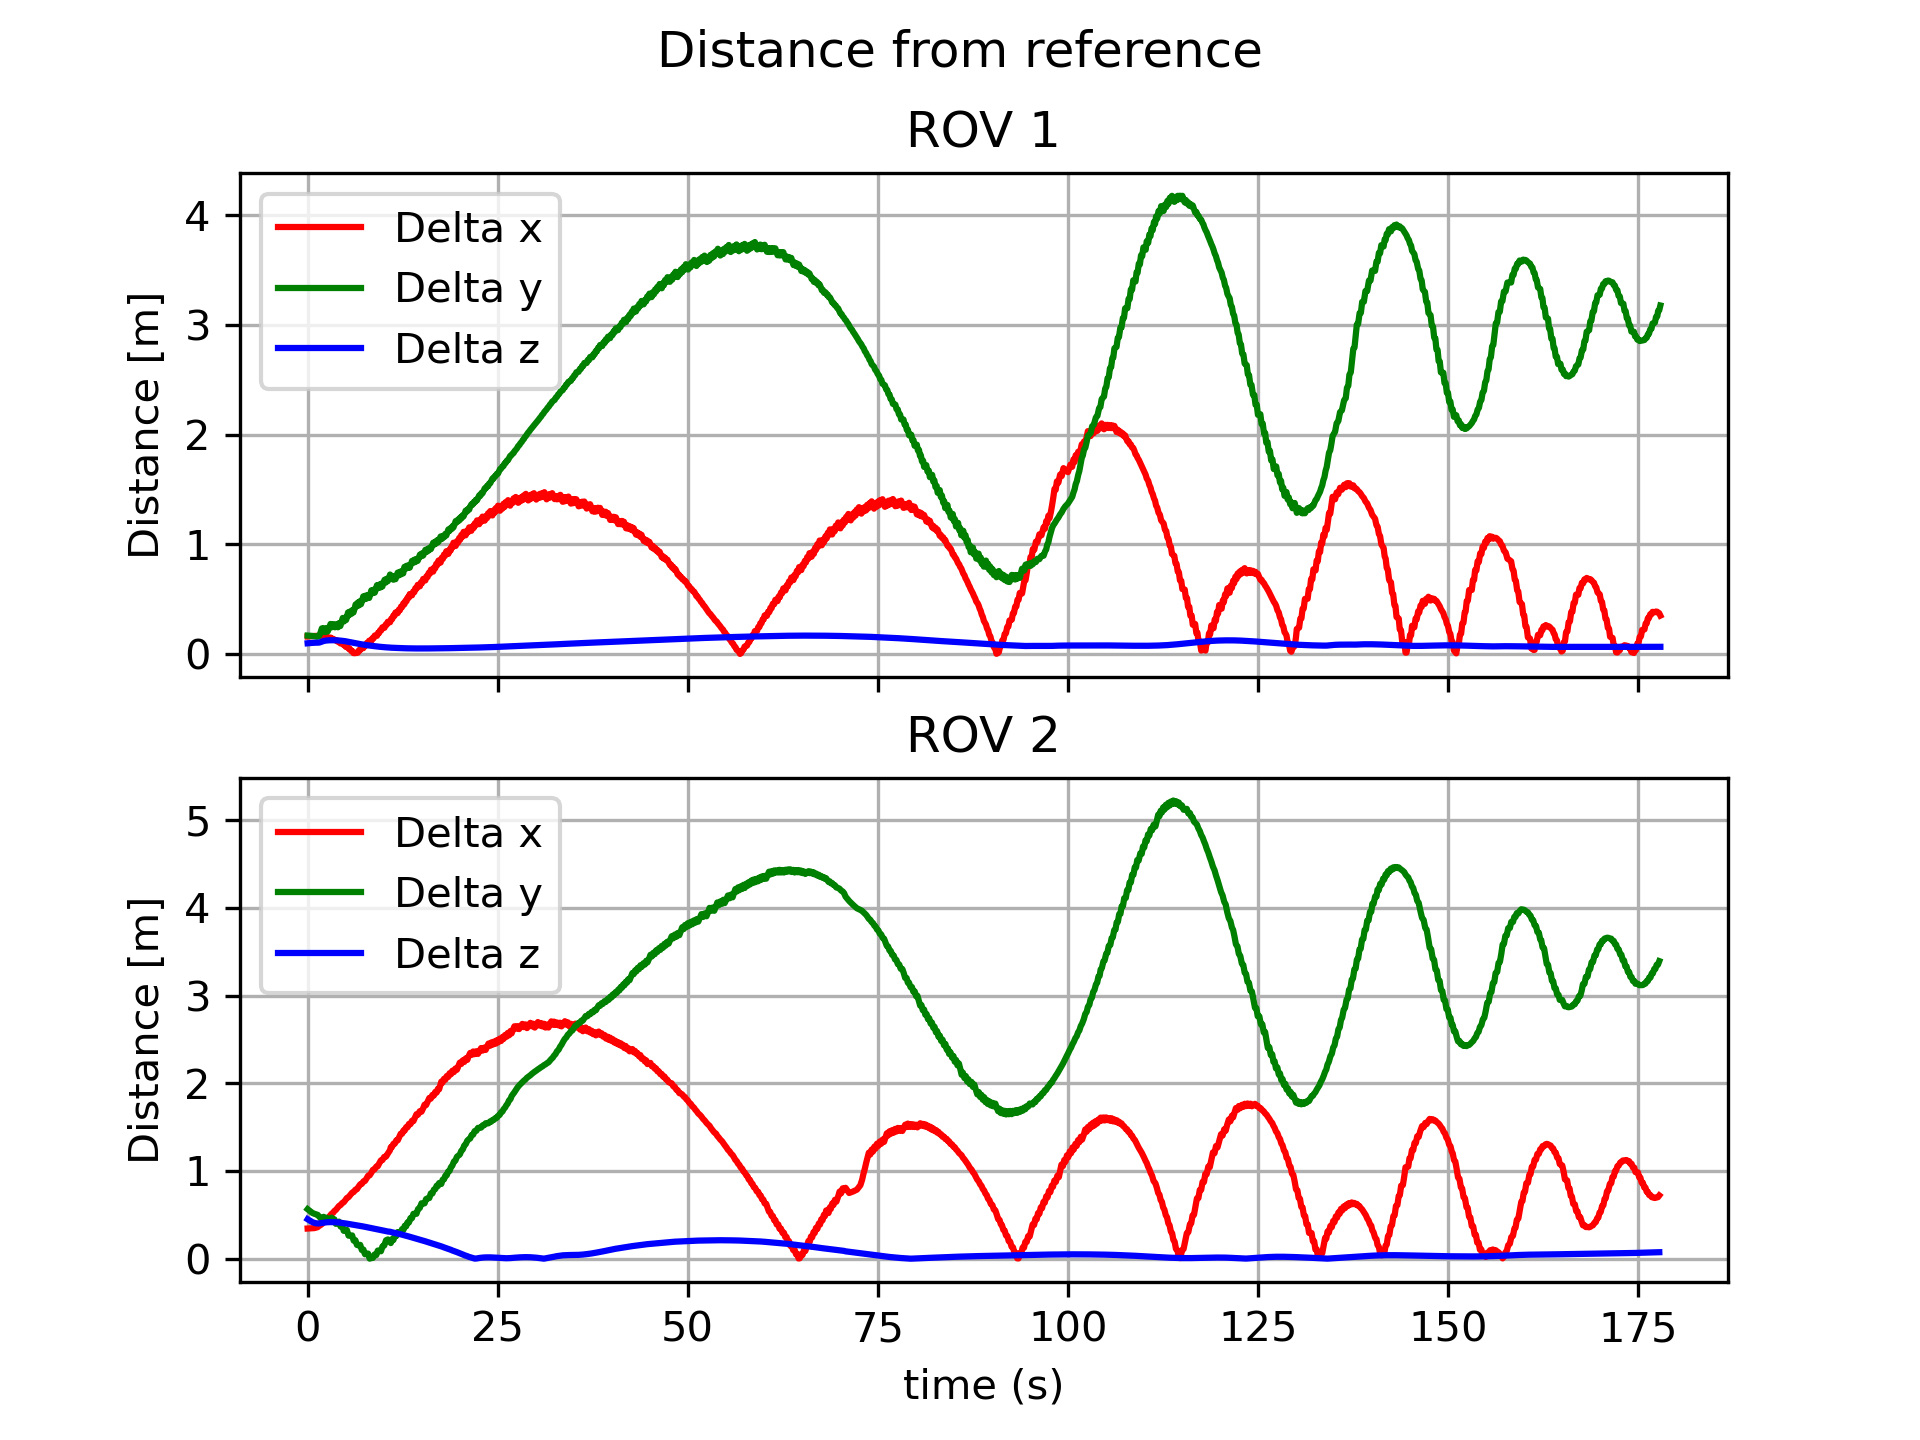 Distance from reference
ROV 1
Delta x
Delta y
Delta z
Distance [m]
4
3
2
1
0
ROV 2
Delta x
Delta y
Delta z
Distance [m]
5
4
3
2
1
0
0 25 50 75 100 125 150 175
time (s)